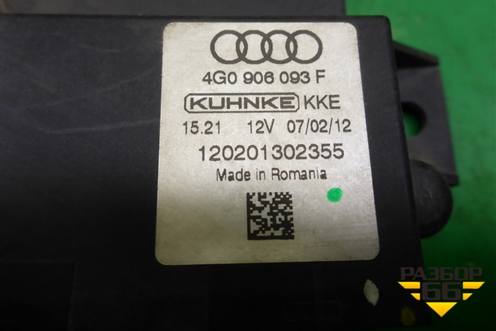 4G0 906 093 F
KUHNKE KKE
15.21 12V 07/02/12
120201302355
Made in Romania
РАЗБОР
66